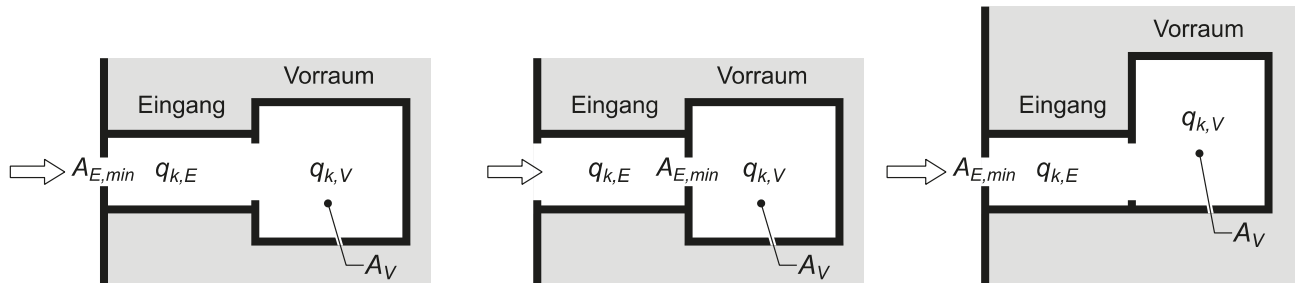 Vorraum
Eingang
A_E,min q_k,E q_k,V
A_V
Vorraum
Eingang
q_k,E A_E,min q_k,V
A_V
Vorraum
Eingang
q_k,V
A_E,min q_k,E
A_V